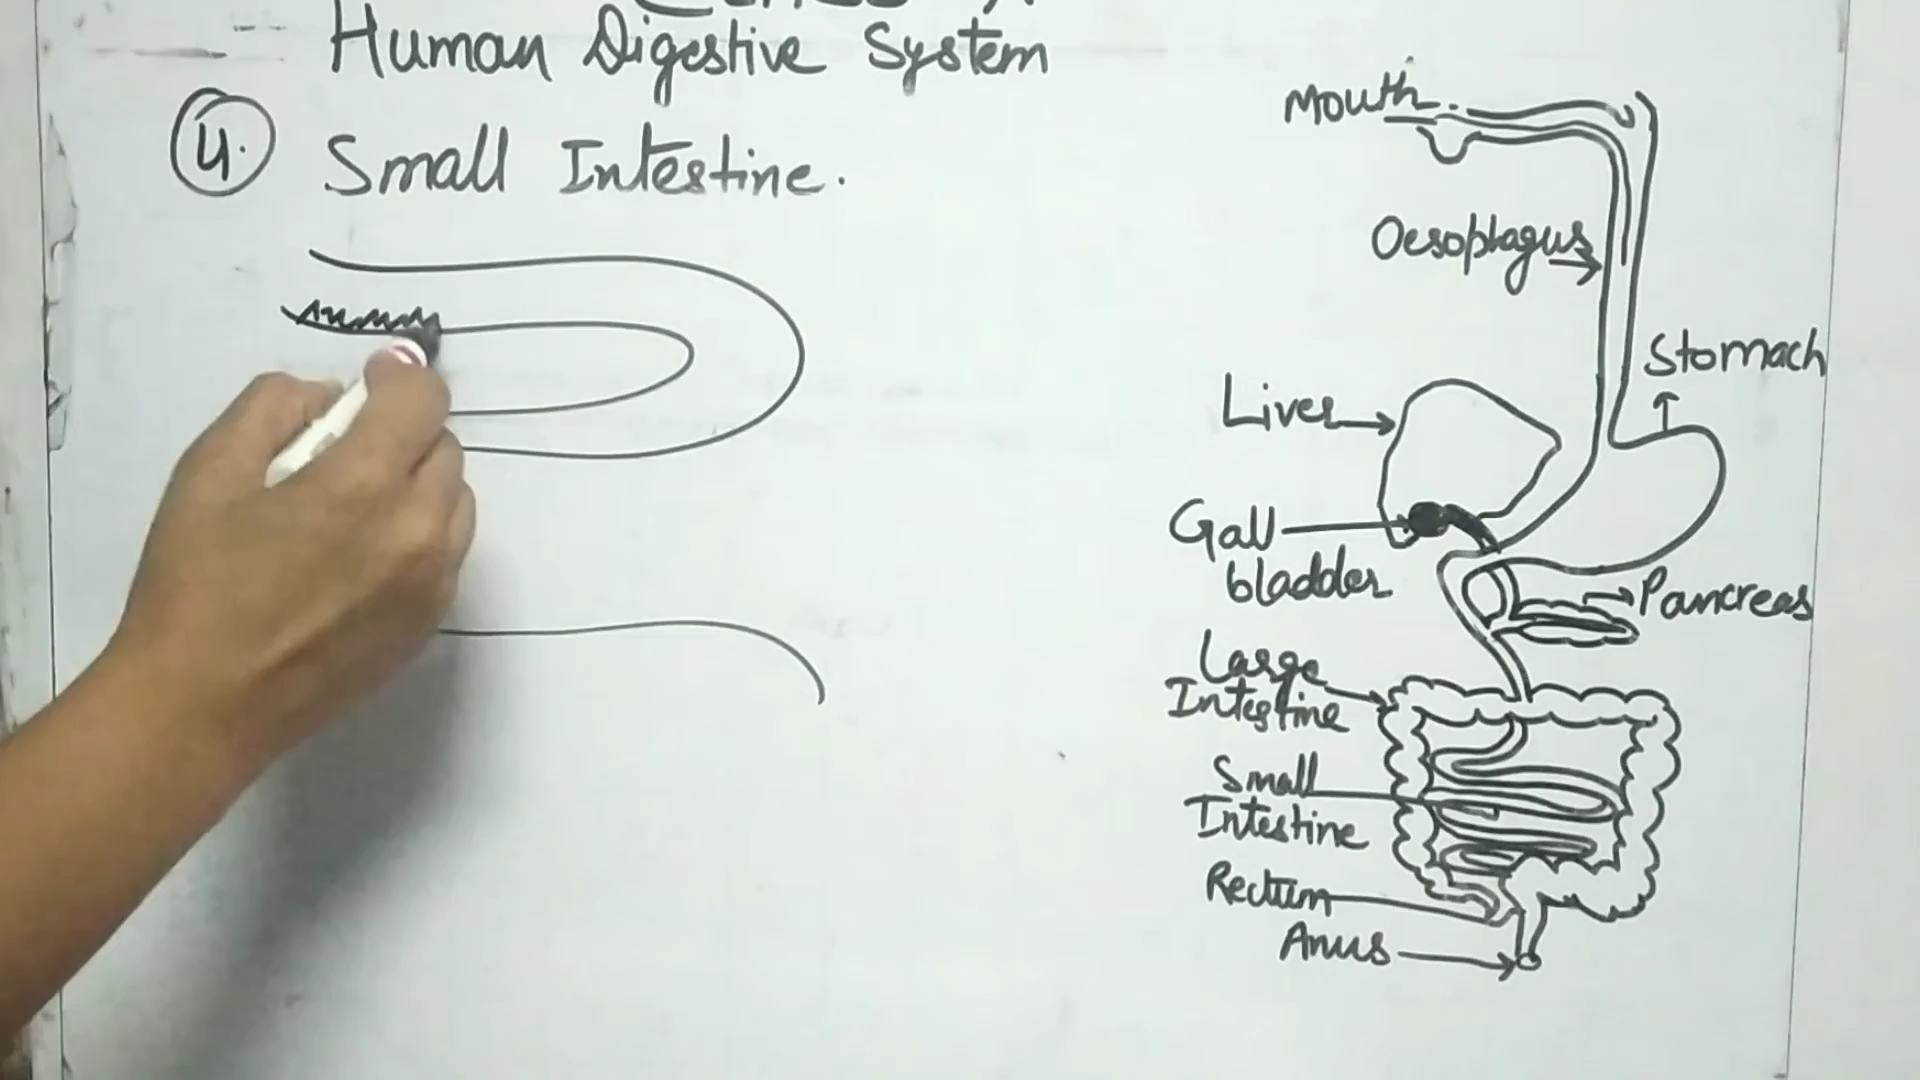 Human Digestive System
4. Small Intestine.
Mouth
Oesophagus
Stomach
Liver
Gall
bladder
Pancreas
Large
Intestine
Small
Intestine
Rectum
Anus